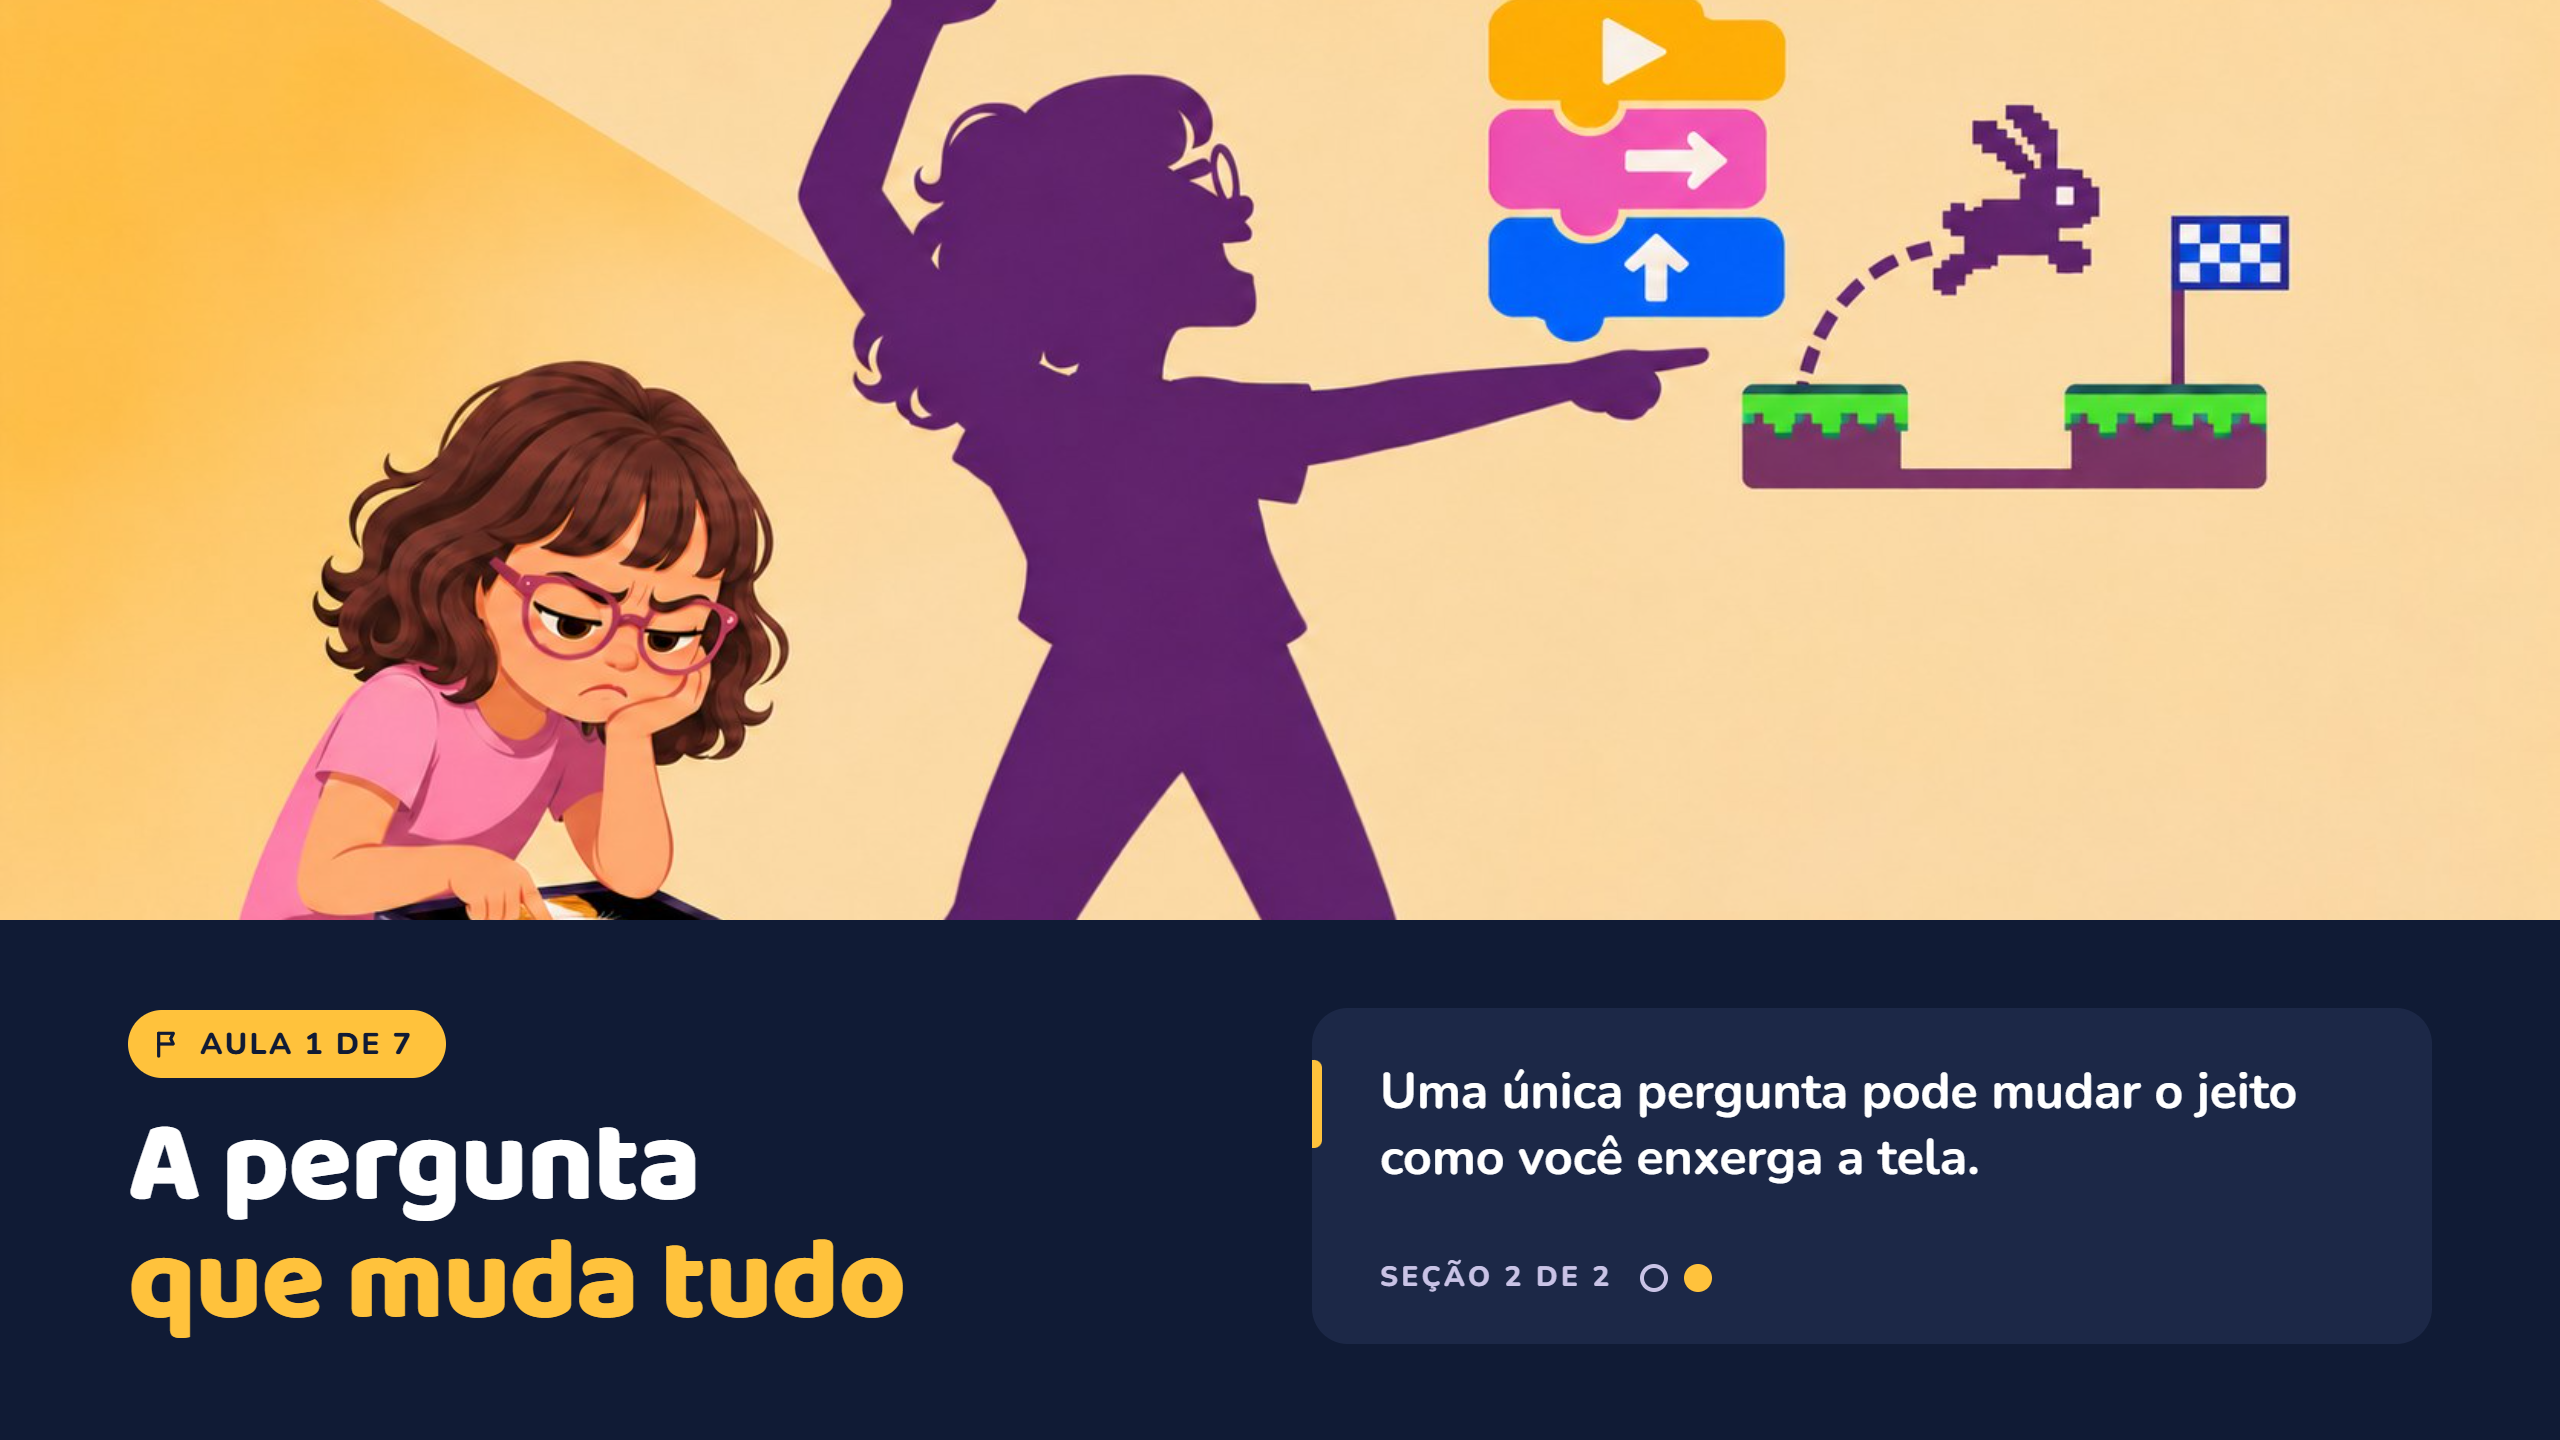 AULA 1 DE 7
A pergunta
que muda tudo
Uma única pergunta pode mudar o jeito
como você enxerga a tela.
SEÇÃO 2 DE 2